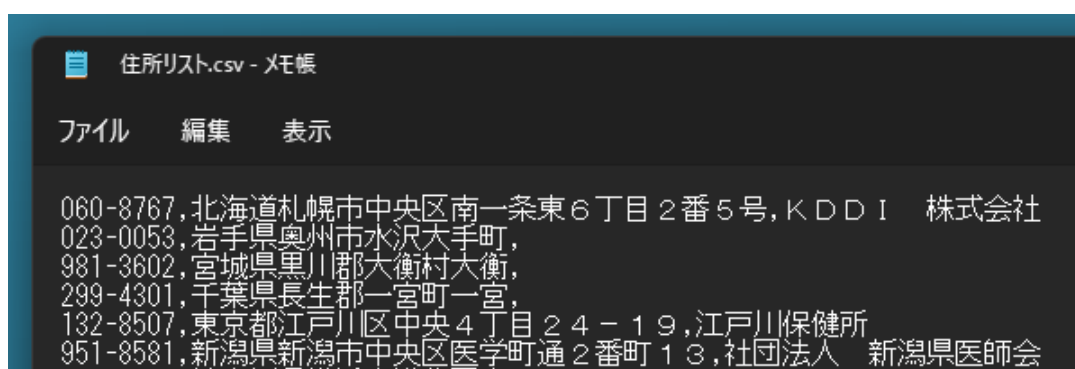 住所リスト.csv - メモ帳
ファイル 編集 表示
060-8767,北海道札幌市中央区南一条東６丁目２番５号,ＫＤＤＩ　株式会社
023-0053,岩手県奥州市水沢大手町,
981-3602,宮城県黒川郡大衡村大衡,
299-4301,千葉県長生郡一宮町一宮,
132-8507,東京都江戸川区中央４丁目２４－１９,江戸川保健所
951-8581,新潟県新潟市中央区医学町通２番町１３,社団法人　新潟県医師会